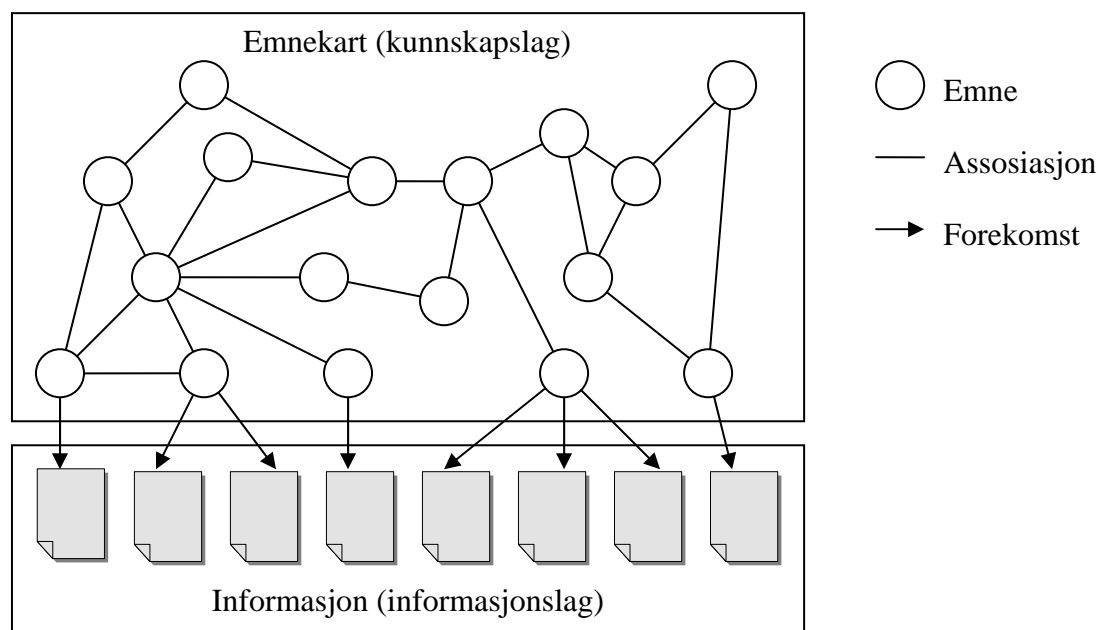 Emnekart (kunnskapslag)
Emne
Assosiasjon
Forekomst
Informasjon (informasjonslag)